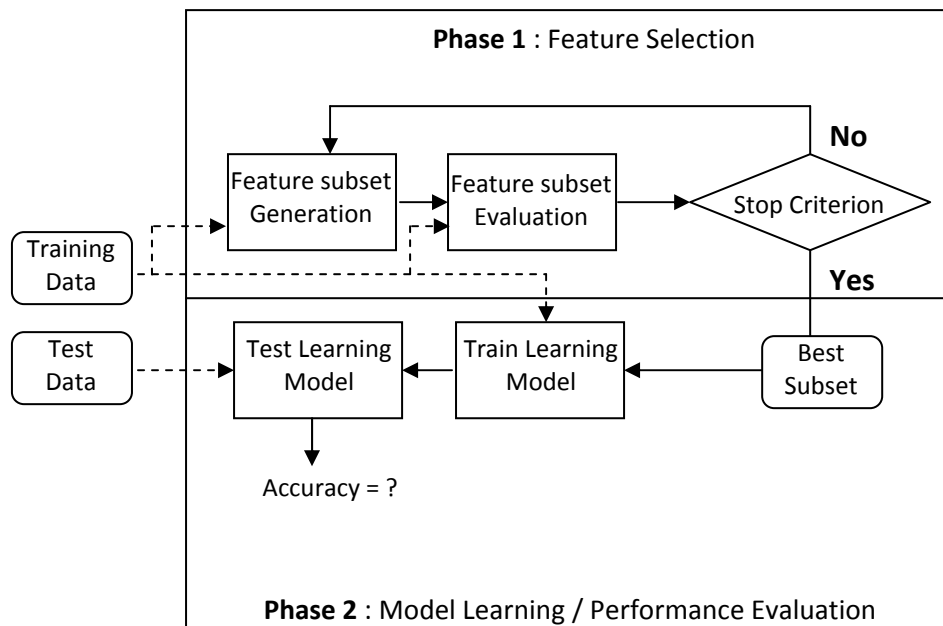 Phase 1 : Feature Selection
No
Feature subset
Generation
Feature subset
Evaluation
Stop Criterion
Training
Data
Yes
Test
Data
Test Learning
Model
Train Learning
Model
Best
Subset
Accuracy = ?
Phase 2 : Model Learning / Performance Evaluation